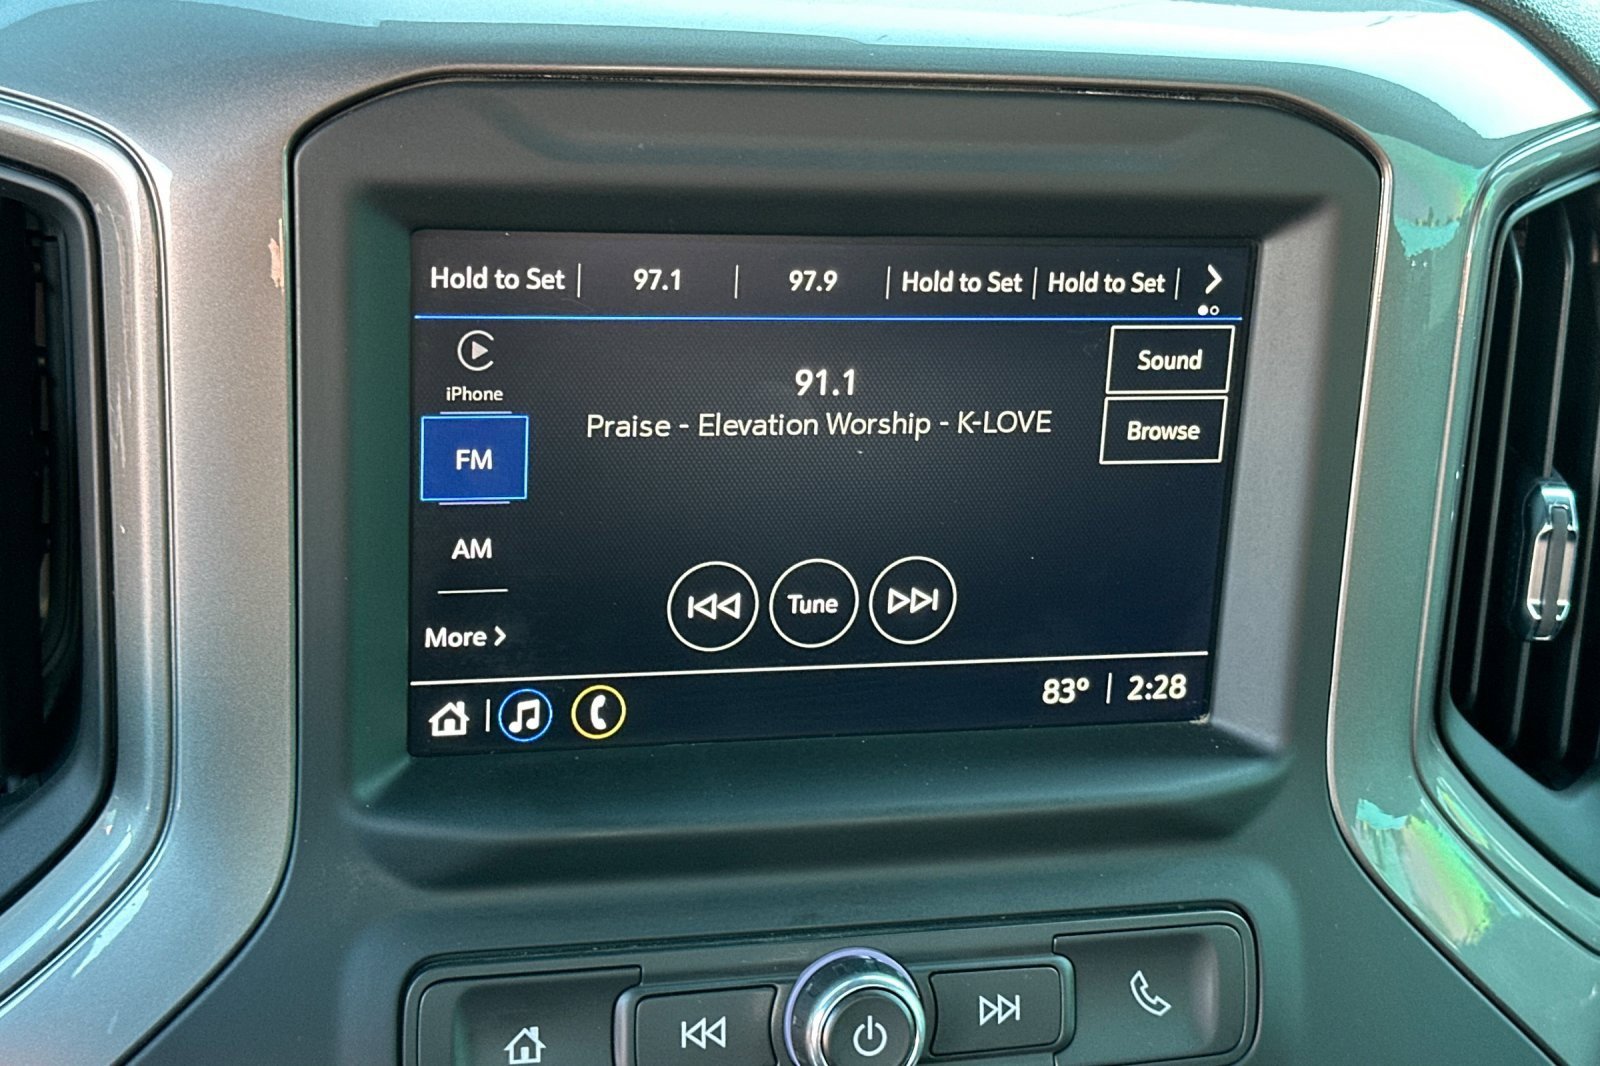 Hold to Set | 97.1 | 97.9 | Hold to Set | Hold to Set |
iPhone
FM
AM
More
91.1
Praise - Elevation Worship - K-LOVE
Sound
Browse
Tune
83° | 2:28